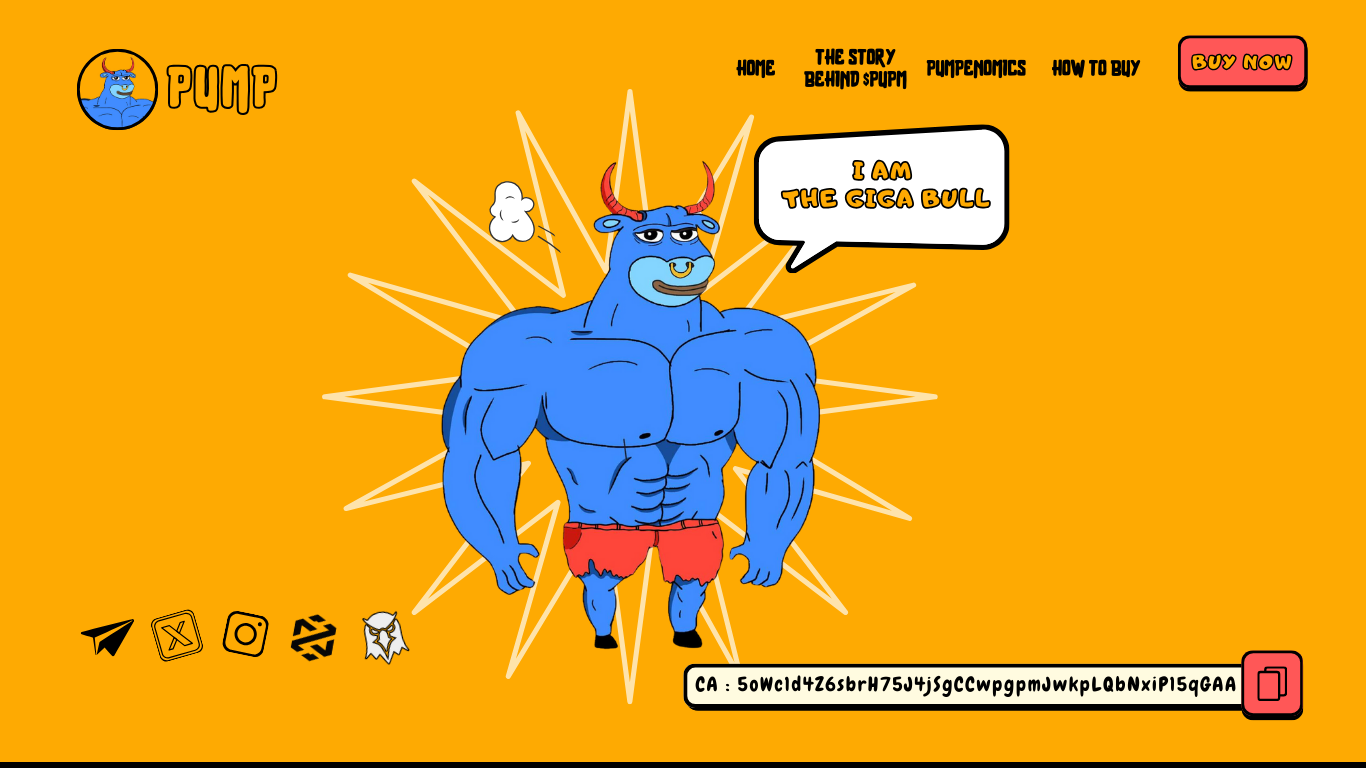 PUMP
HOME
THE STORY
BEHIND $PUPM
PUMPENOMICS
HOW TO BUY
BUY NOW
I AM
THE GIGA BULL
CA : 5oWc1d4Z6sbrH75J4jSgCCwpgpmJwkpLQbNxiP15qGAA